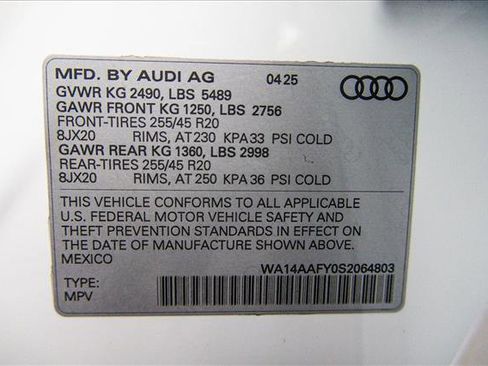 MFD. BY AUDI AG 04 25
GVWR KG 2490, LBS 5489
GAWR FRONT KG 1250, LBS 2756
FRONT-TIRES 255/45 R20
8JX20 RIMS, AT 230 KPA 33 PSI COLD
GAWR REAR KG 1360, LBS 2998
REAR-TIRES 255/45 R20
8JX20 RIMS, AT 250 KPA 36 PSI COLD
THIS VEHICLE CONFORMS TO ALL APPLICABLE
U.S. FEDERAL MOTOR VEHICLE SAFETY AND
THEFT PREVENTION STANDARDS IN EFFECT ON
THE DATE OF MANUFACTURE SHOWN ABOVE.
MEXICO
WA14AAFY0S2064803
TYPE:
MPV